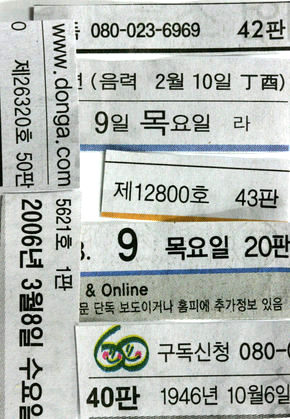 080-023-6969 42판
(음력 2월 10일 丁酉)
9일 목요일 라
제12800호 43판
9 목요일 20판
& Online
문 단독 보도이거나 홈피에 추가정보 있음
60
구독신청 080-
40판 1946년 10월6일
www.donga.com
제26320호 50판
5621호 1판
2006년 3월8일 수요일